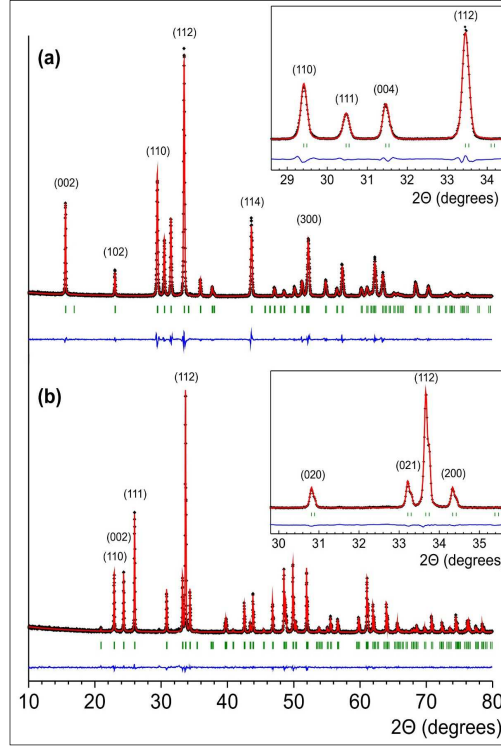 (a)
(112)
(110)
(002)
(102)
(114)
(300)
(112)
(110)
(111)
(004)
29 30 31 32 33 34
2Θ (degrees)
(b)
(112)
(111)
(002)
(110)
(112)
(020)
(021)
(200)
30 31 32 33 34 35
2Θ (degrees)
10 20 30 40 50 60 70 80
2Θ (degrees)